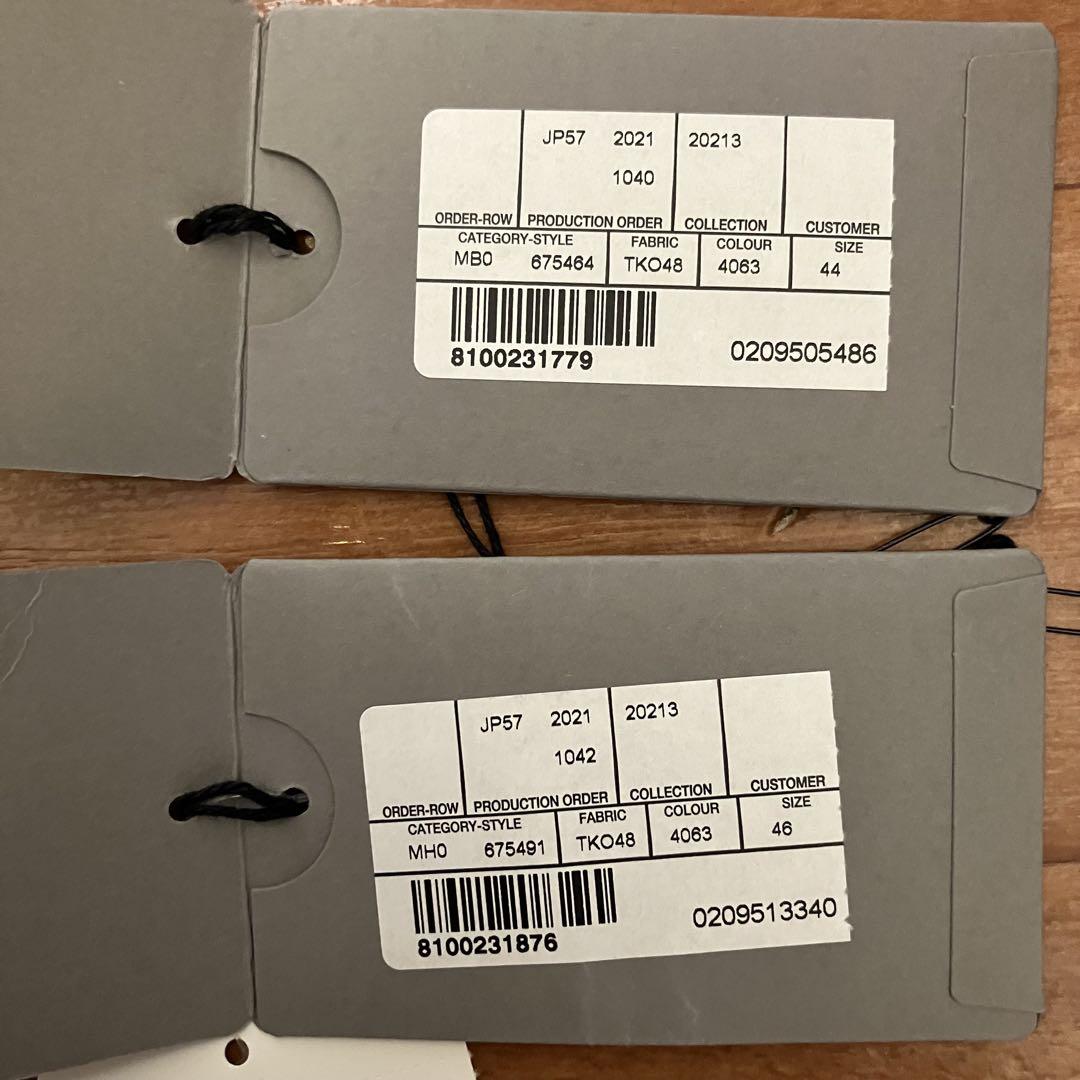 JP57 2021 20213
1040
ORDER-ROW PRODUCTION ORDER COLLECTION CUSTOMER
CATEGORY-STYLE FABRIC COLOUR SIZE
MB0 675464 TKO48 4063 44
8100231779 0209505486
JP57 2021 20213
1042
ORDER-ROW PRODUCTION ORDER COLLECTION CUSTOMER
CATEGORY-STYLE FABRIC COLOUR SIZE
MH0 675491 TKO48 4063 46
8100231876 0209513340